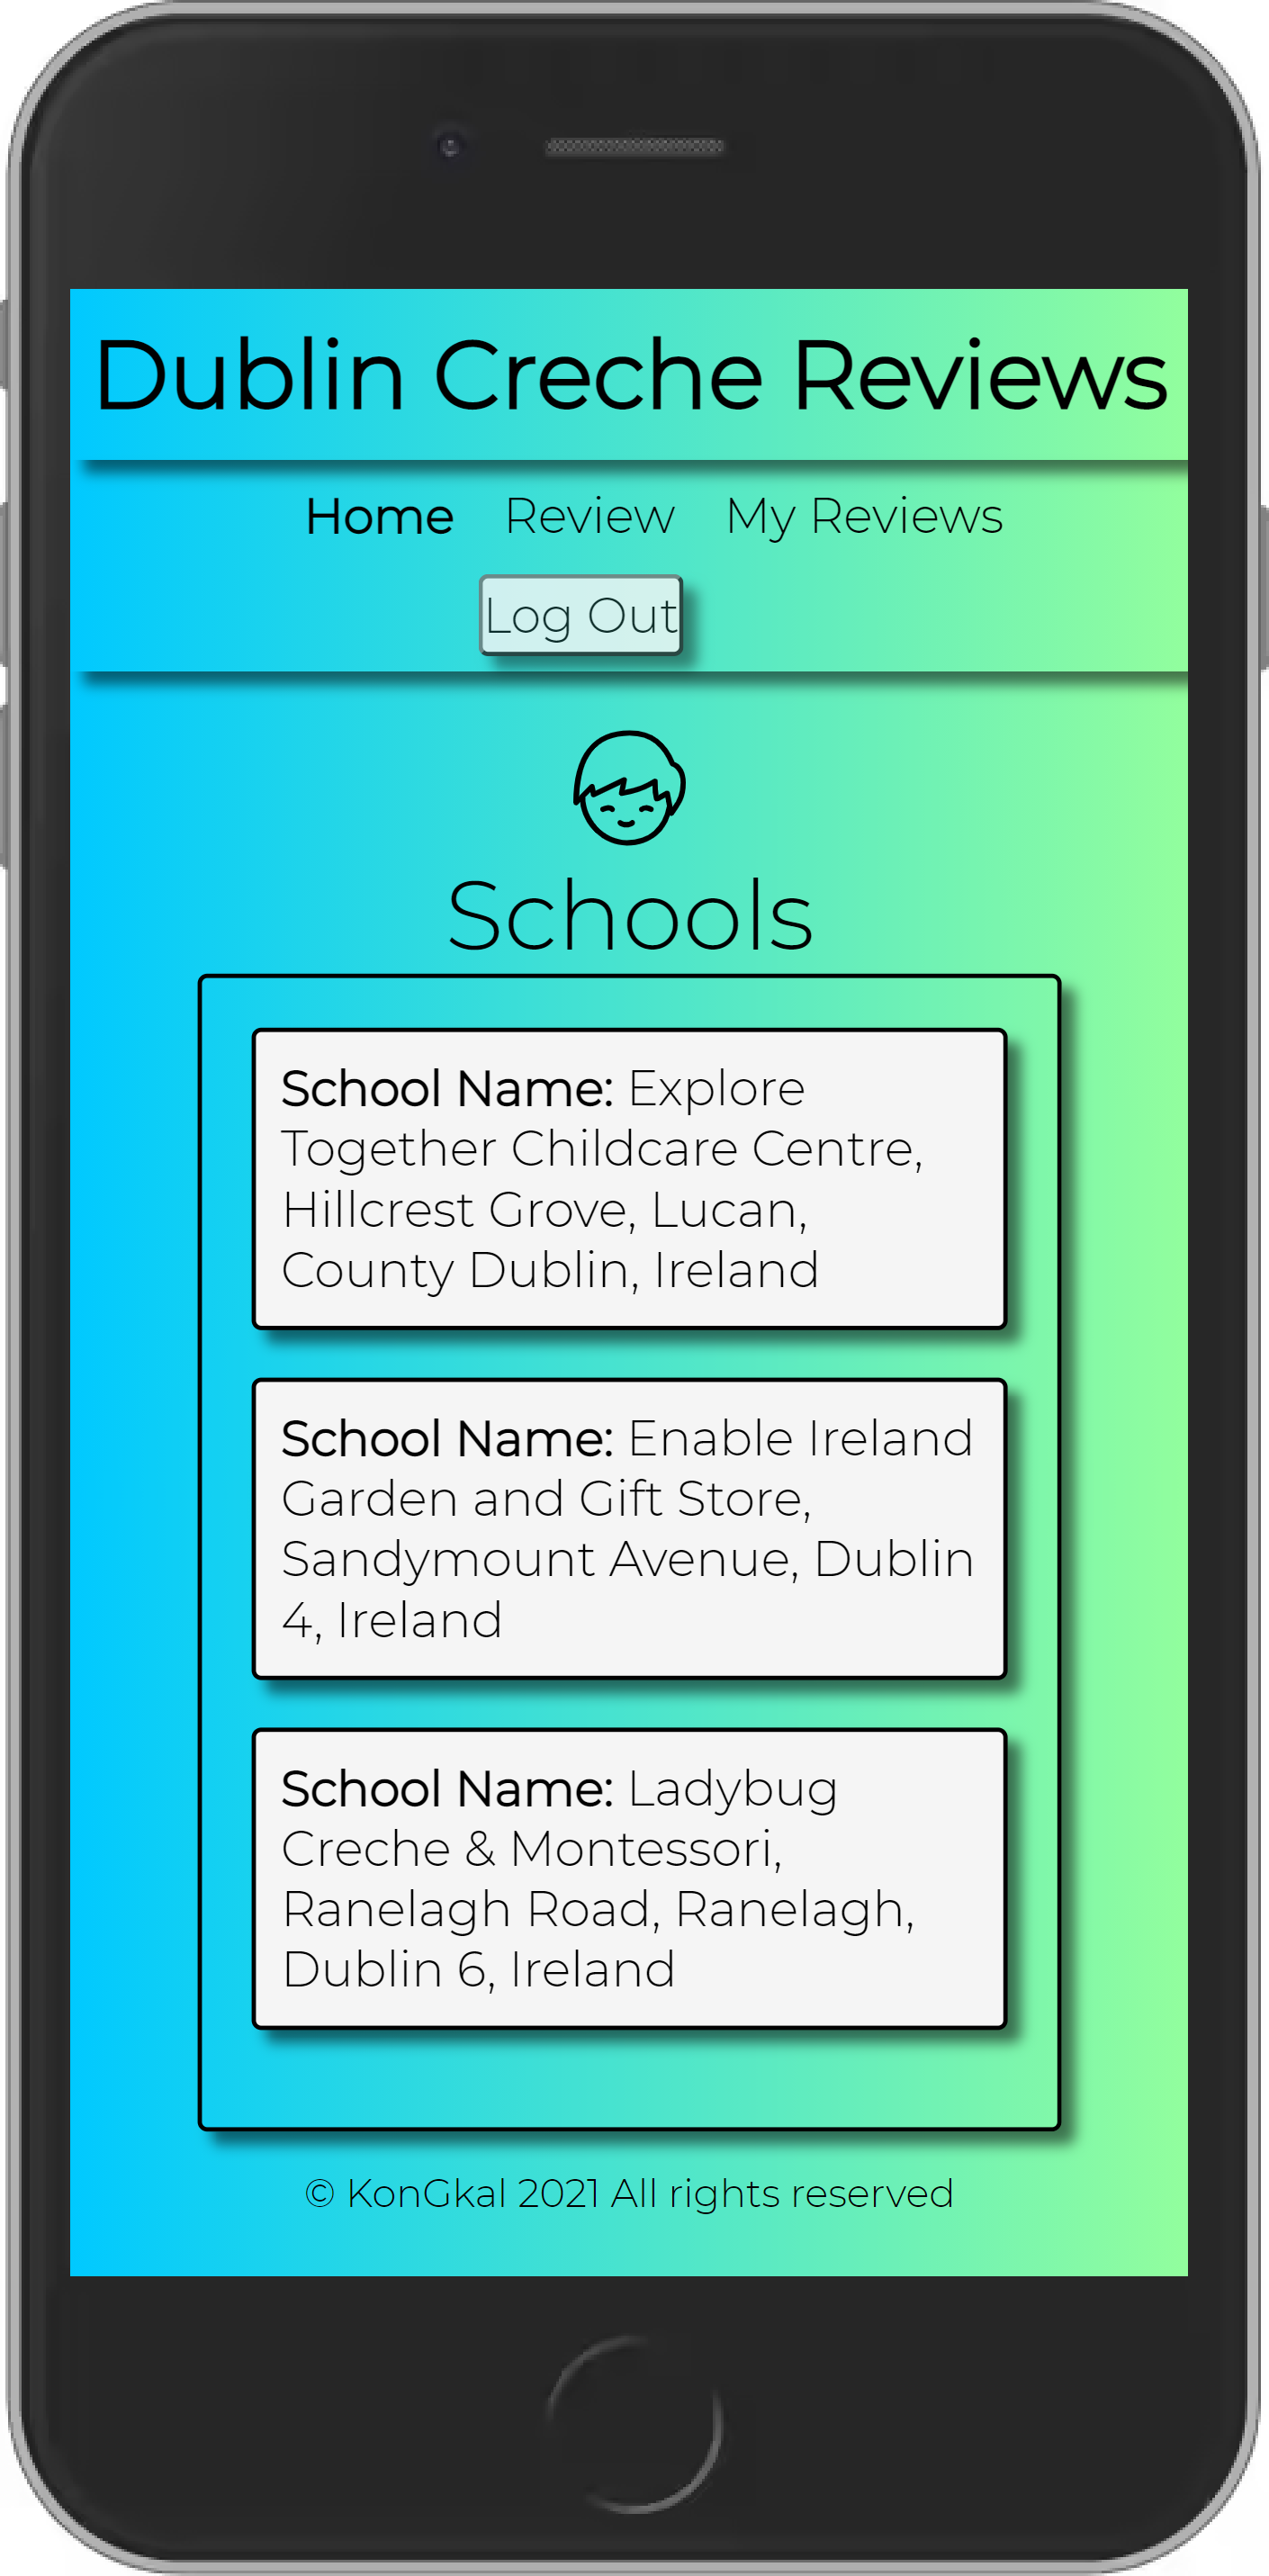 Dublin Creche Reviews
Home Review My Reviews
Log Out
Schools
School Name: Explore
Together Childcare Centre,
Hillcrest Grove, Lucan,
County Dublin, Ireland
School Name: Enable Ireland
Garden and Gift Store,
Sandymount Avenue, Dublin
4, Ireland
School Name: Ladybug
Creche & Montessori,
Ranelagh Road, Ranelagh,
Dublin 6, Ireland
© KonGkal 2021 All rights reserved